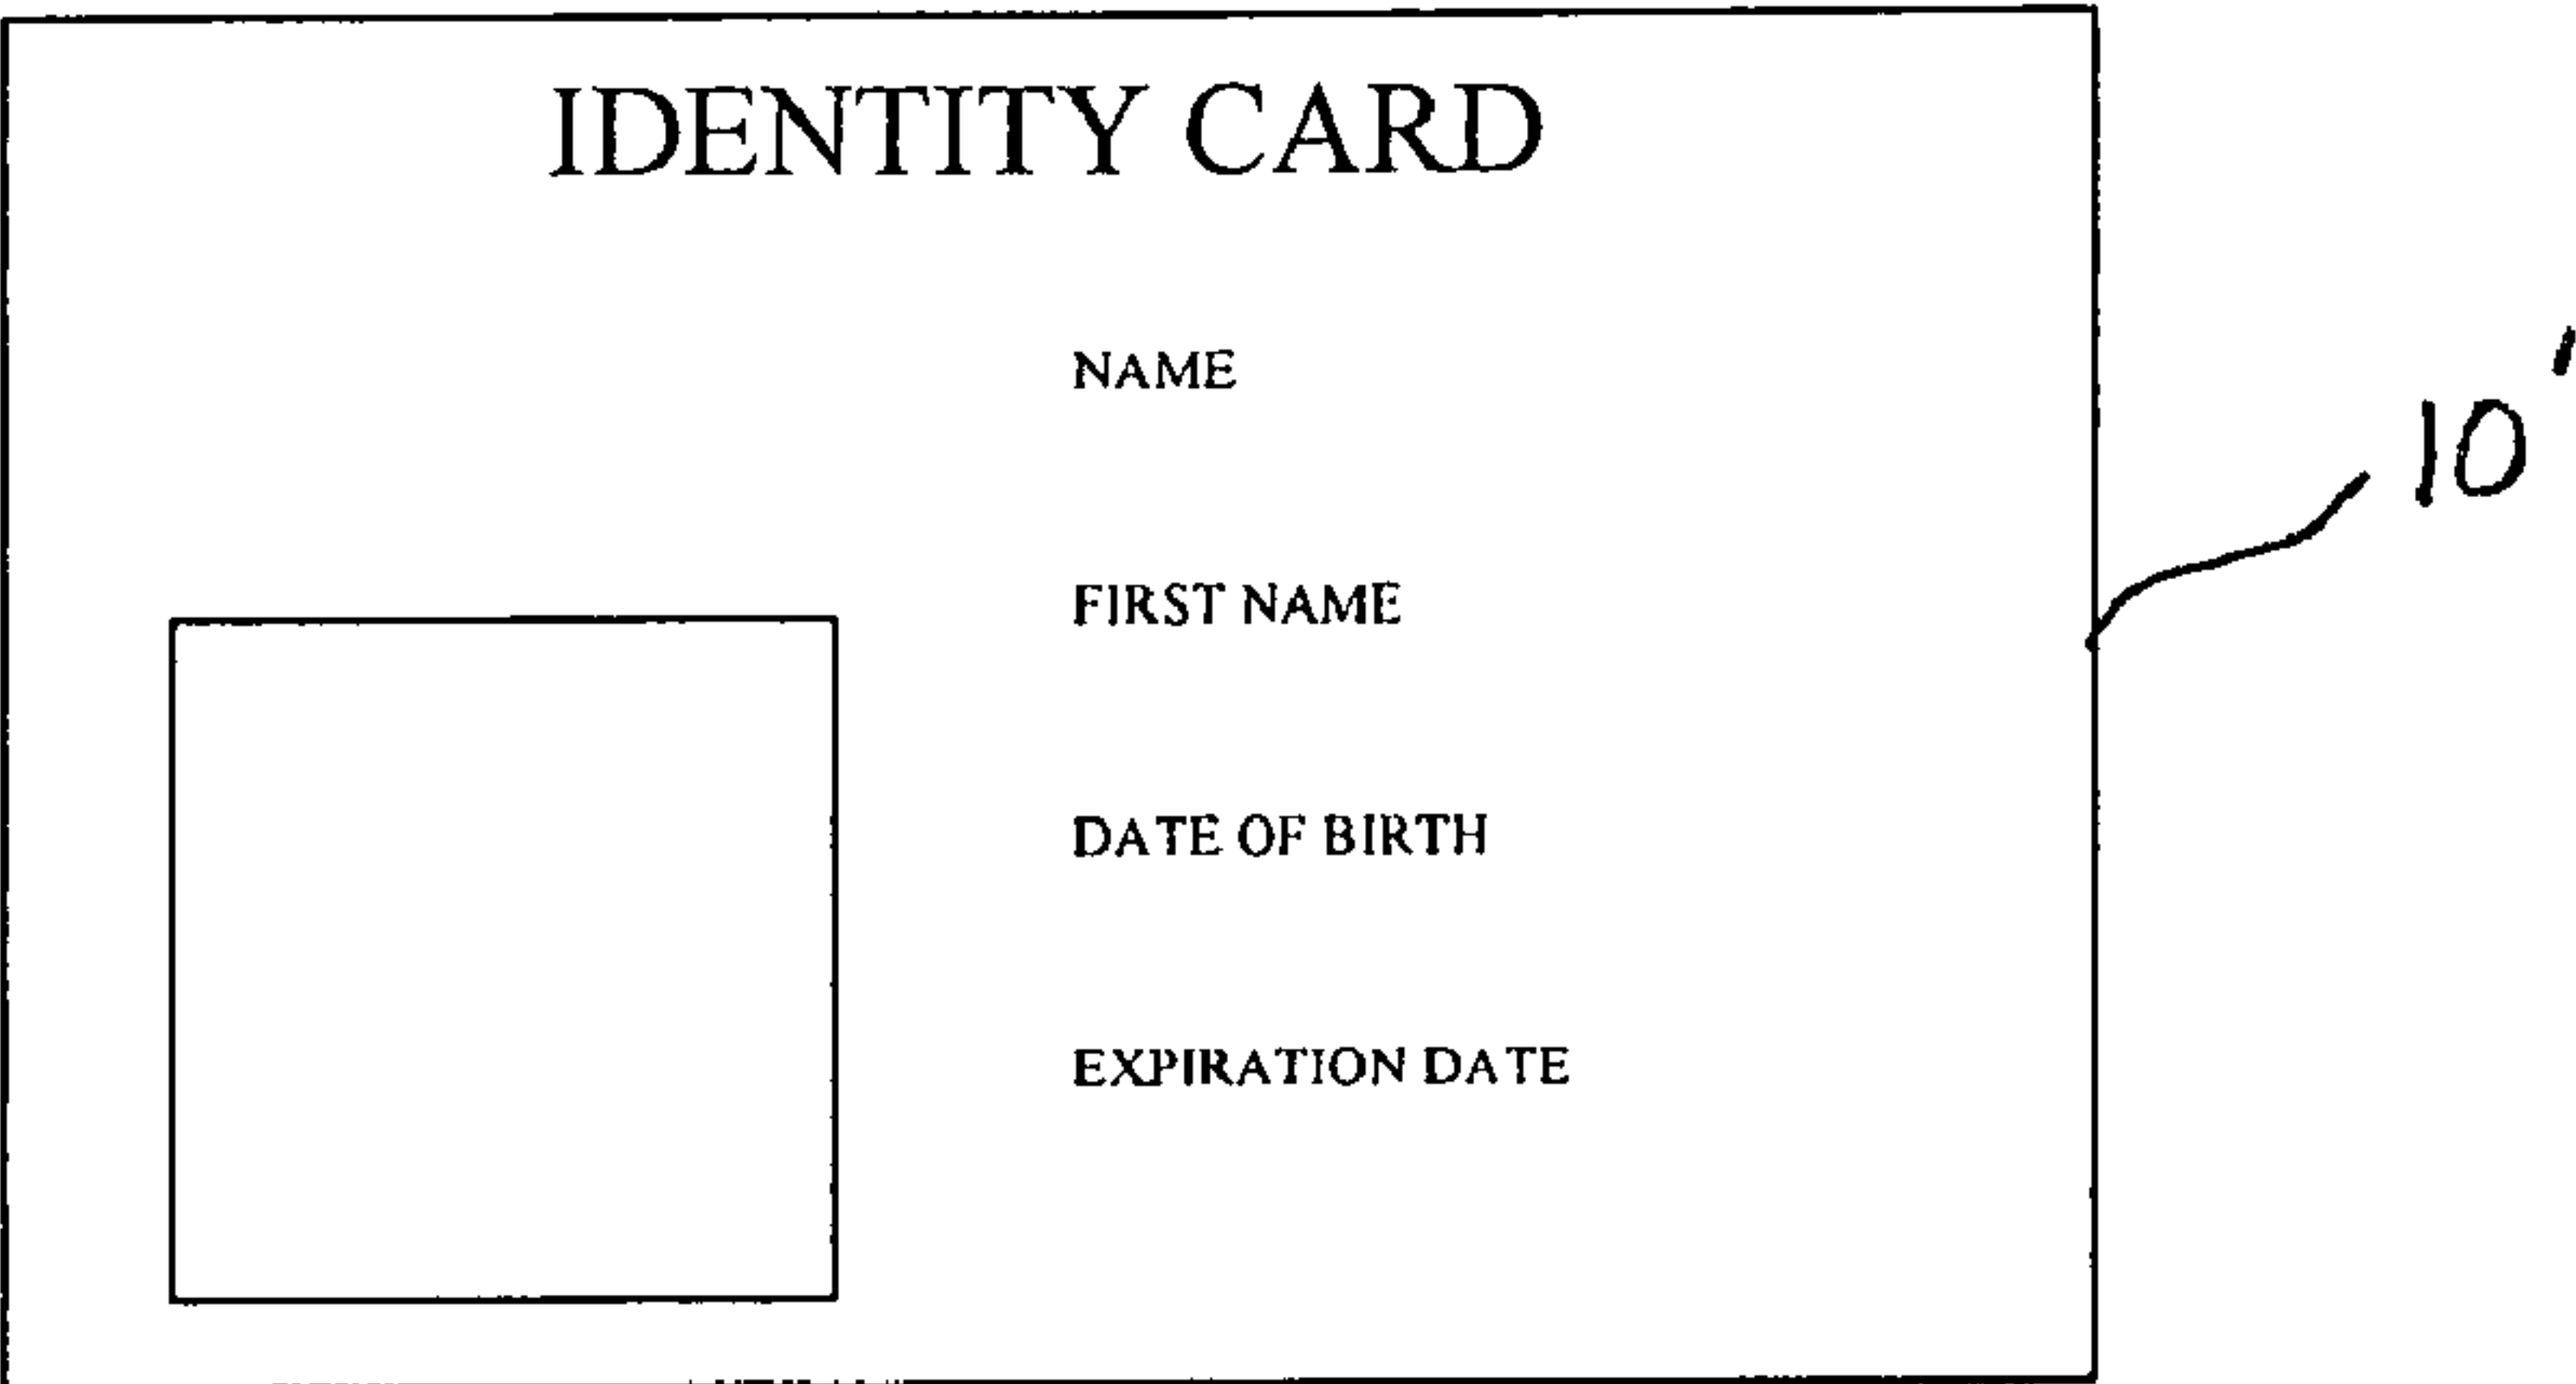 IDENTITY CARD
NAME
10'
FIRST NAME
DATE OF BIRTH
EXPIRATION DATE